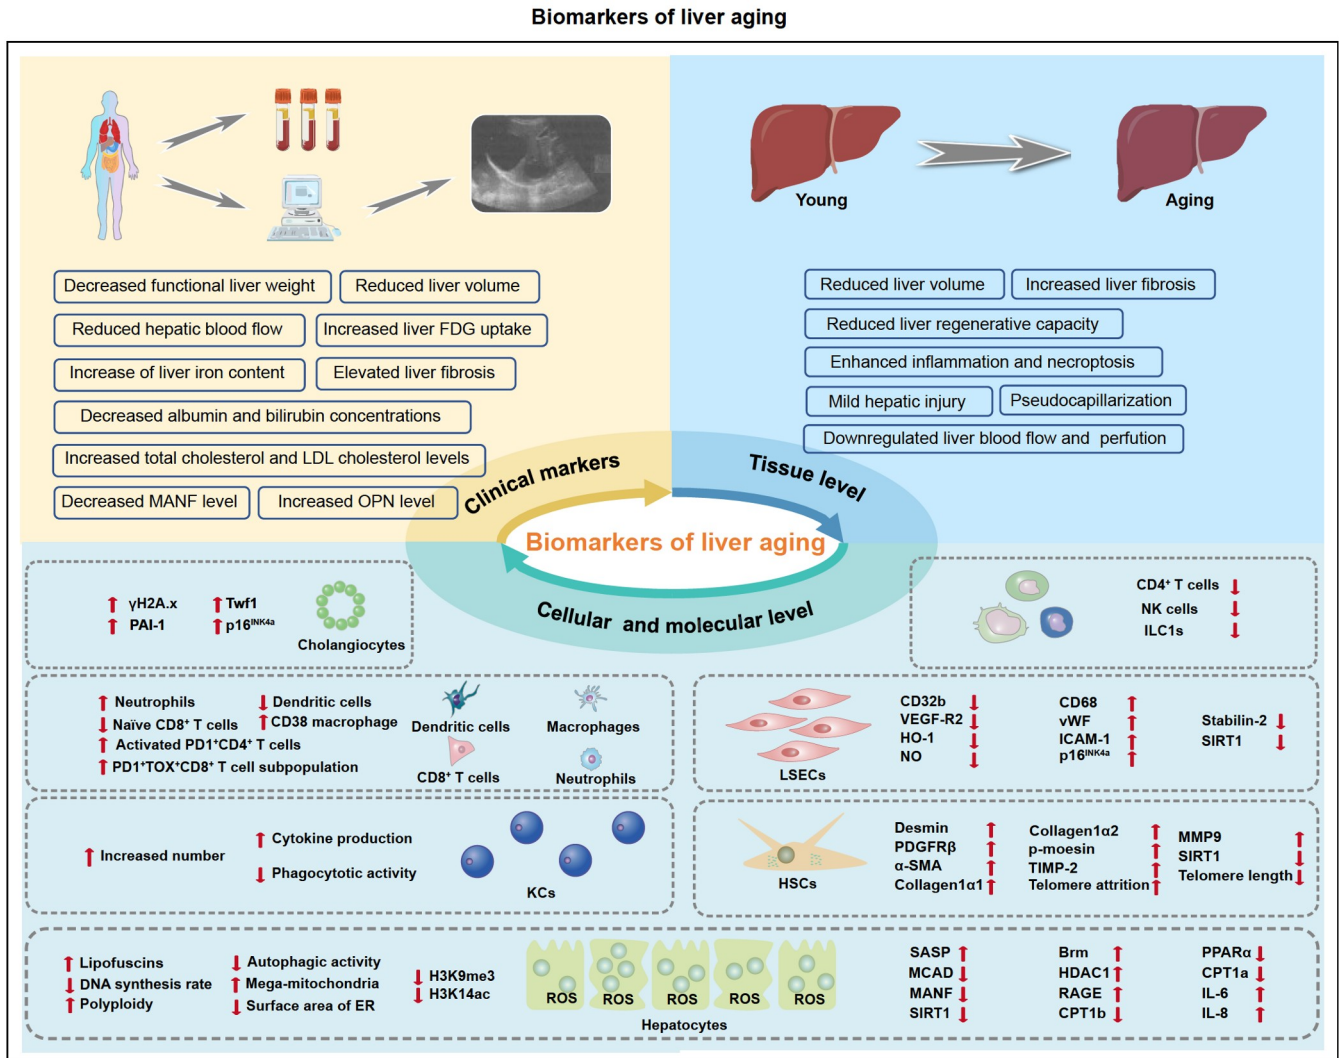 Biomarkers of liver aging
Young
Aging
Decreased functional liver weight
Reduced liver volume
Reduced hepatic blood flow
Increased liver FDG uptake
Increase of liver iron content
Elevated liver fibrosis
Decreased albumin and bilirubin concentrations
Increased total cholesterol and LDL cholesterol levels
Decreased MANF level
Increased OPN level
Reduced liver volume
Increased liver fibrosis
Reduced liver regenerative capacity
Enhanced inflammation and necroptosis
Mild hepatic injury
Pseudocapillarization
Downregulated liver blood flow and perfution
Clinical markers
Tissue level
Biomarkers of liver aging
Cellular and molecular level
↑ γH2A.x
↑ Twf1
↑ PAI-1
↑ p16INK4a
Cholangiocytes
CD4⁺ T cells ↓
NK cells ↓
ILC1s ↓
↑ Neutrophils
↓ Dendritic cells
↓ Naïve CD8⁺ T cells
↑ CD38 macrophage
↑ Activated PD1⁺CD4⁺ T cells
↑ PD1⁺TOX⁺CD8⁺ T cell subpopulation
Dendritic cells
Macrophages
CD8⁺ T cells
Neutrophils
LSECs
CD32b ↓
VEGF-R2 ↓
HO-1 ↓
NO ↓
CD68 ↑
vWF ↑
ICAM-1 ↑
p16INK4a ↑
Stabilin-2 ↓
SIRT1 ↓
↑ Increased number
↑ Cytokine production
↓ Phagocytotic activity
KCs
HSCs
Desmin ↑
PDGFRβ ↑
α-SMA ↑
Collagen1α1 ↑
Collagen1α2 ↑
p-moesin ↑
TIMP-2 ↑
Telomere attrition ↑
MMP9 ↑
SIRT1 ↓
Telomere length ↓
↑ Lipofuscins
↓ DNA synthesis rate
↑ Polyploidy
↓ Autophagic activity
↑ Mega-mitochondria
↓ Surface area of ER
↓ H3K9me3
↓ H3K14ac
ROS
ROS
ROS
ROS
ROS
Hepatocytes
SASP ↑
MCAD ↓
MANF ↓
SIRT1 ↓
Brm ↑
HDAC1 ↑
RAGE ↑
CPT1b ↓
PPARα ↓
CPT1a ↓
IL-6 ↑
IL-8 ↑